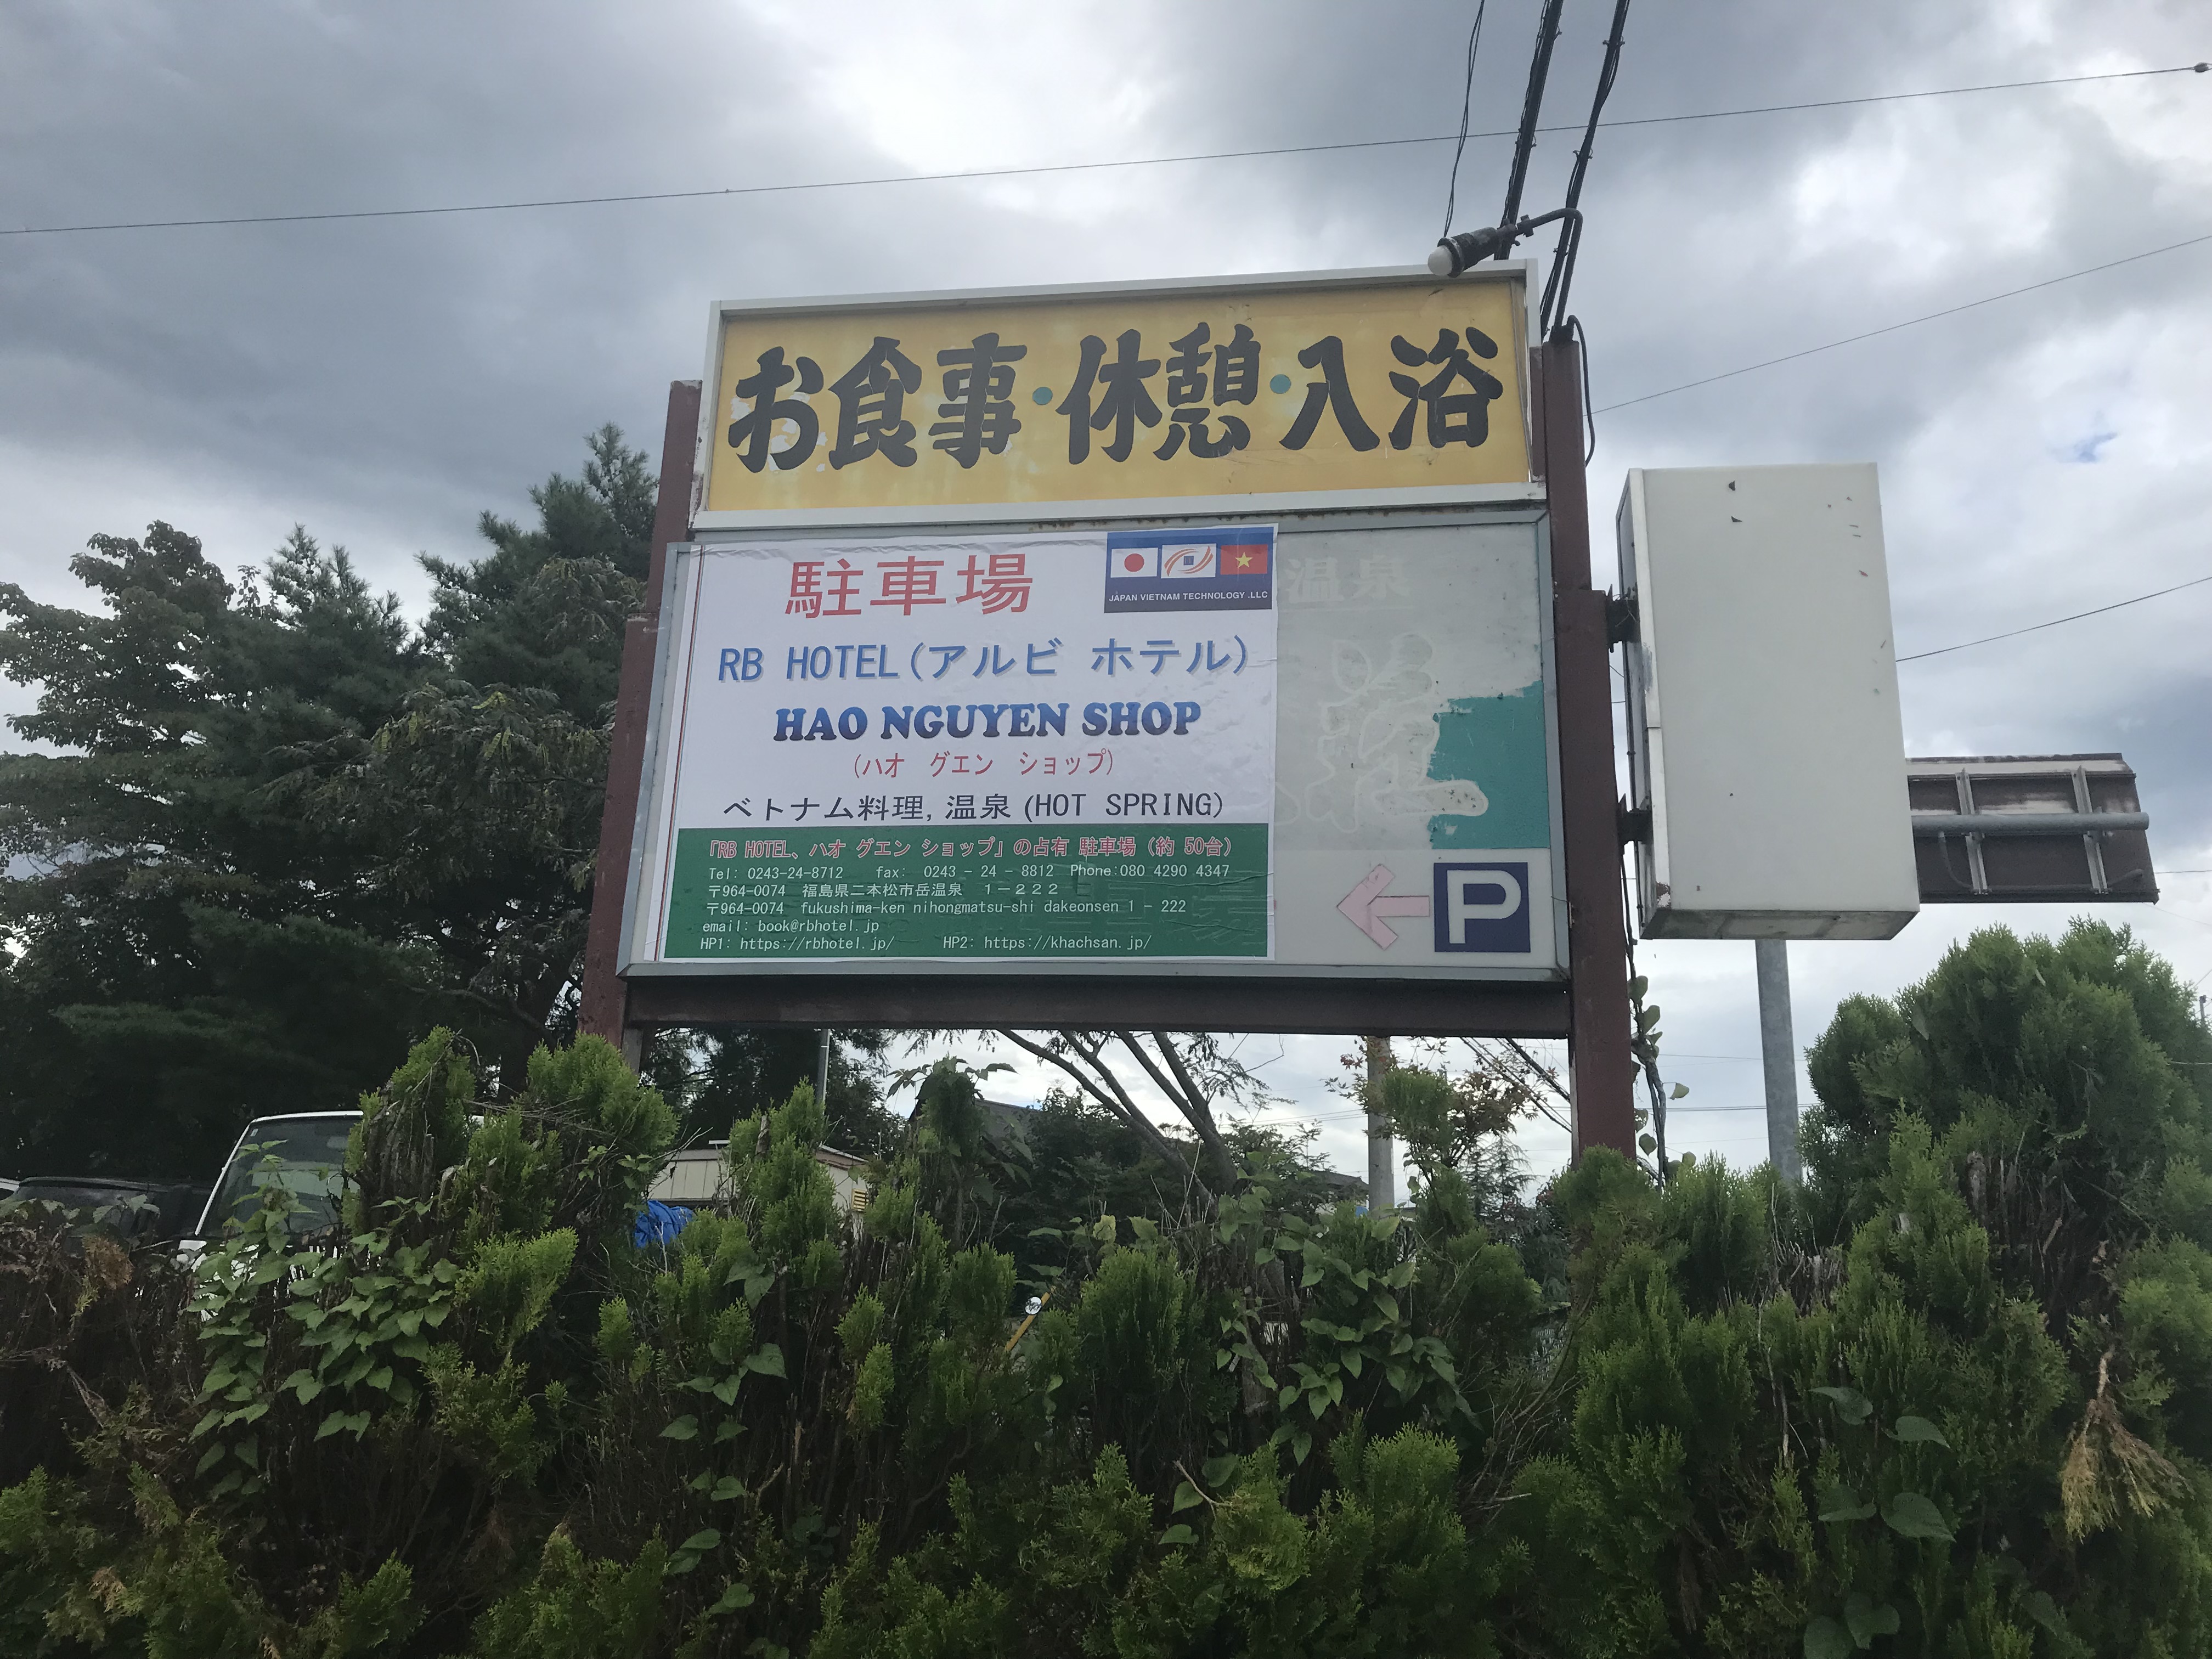 お食事・休憩・入浴
駐車場
JAPAN VIETNAM TECHNOLOGY .LLC
温泉
RB HOTEL(アルビ ホテル)
HAO NGUYEN SHOP
(ハオ グエン ショップ)
ベトナム料理, 温泉 (HOT SPRING)
「RB HOTEL、ハオ グエン ショップ」の占有 駐車場 (約 50台)
Tel: 0243-24-8712 fax: 0243 - 24 - 8812 Phone:080 4290 4347
〒964-0074 福島県二本松市岳温泉 1－222
〒964-0074 fukushima-ken nihongmatsu-shi dakeonsen 1 - 222
email: book@rbhotel.jp
HP1: https://rbhotel.jp/ HP2: https://khachsan.jp/
P